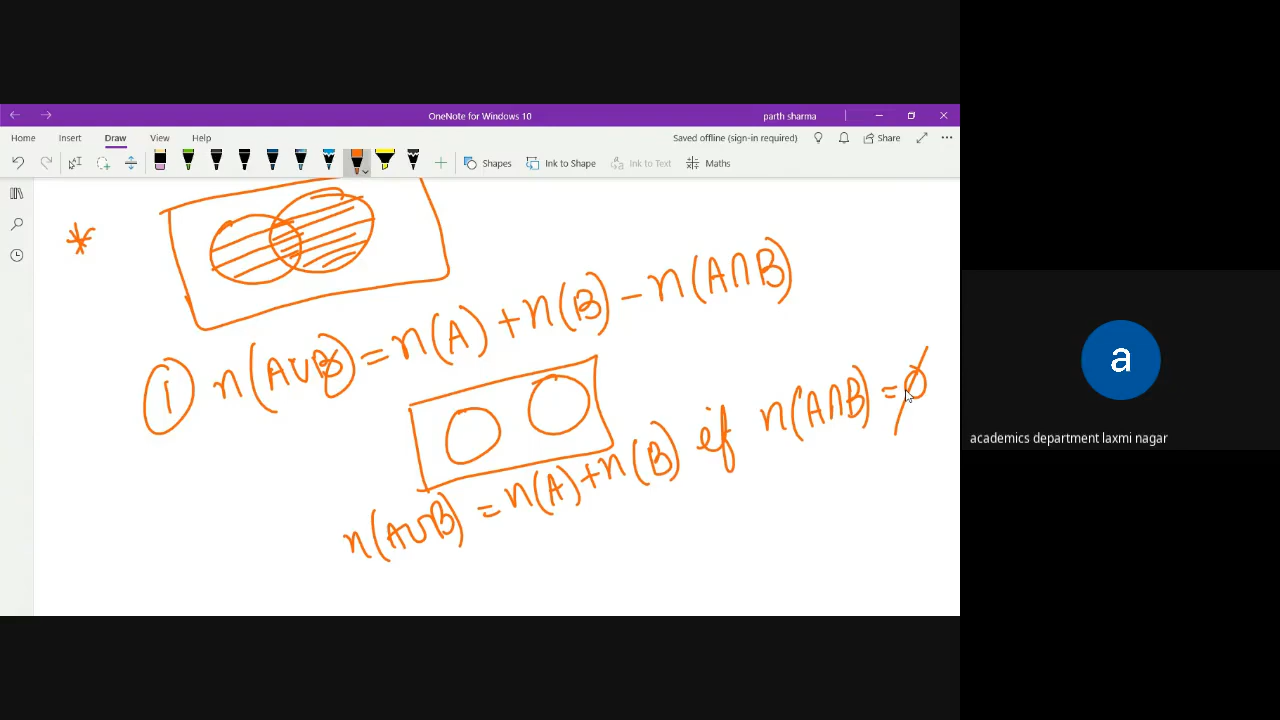 OneNote for Windows 10
parth sharma
Home Insert Draw View Help
Saved offline (sign-in required)
Share
Shapes Ink to Shape Ink to Text Maths
*
① n(A∪B) = n(A) + n(B) − n(A∩B)
n(A∪B) = n(A) + n(B) if n(A∩B) = ϕ
a
academics department laxmi nagar